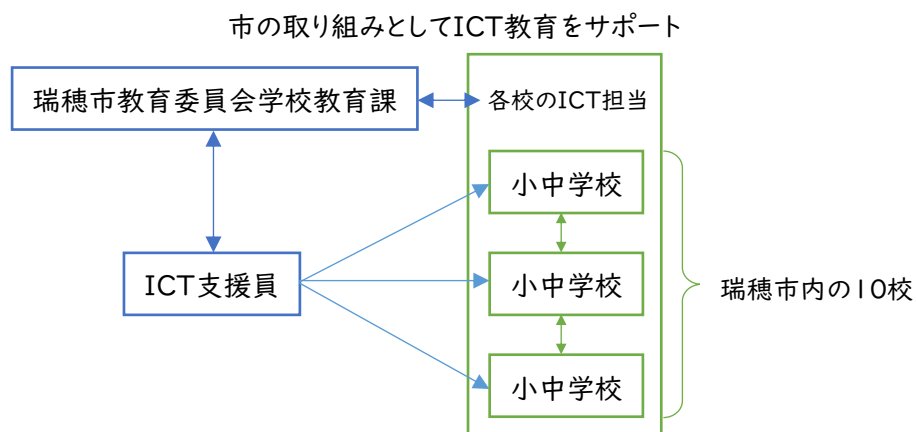 市の取り組みとしてICT教育をサポート
瑞穂市教育委員会学校教育課
各校のICT担当
小中学校
ICT支援員
小中学校
瑞穂市内の10校
小中学校